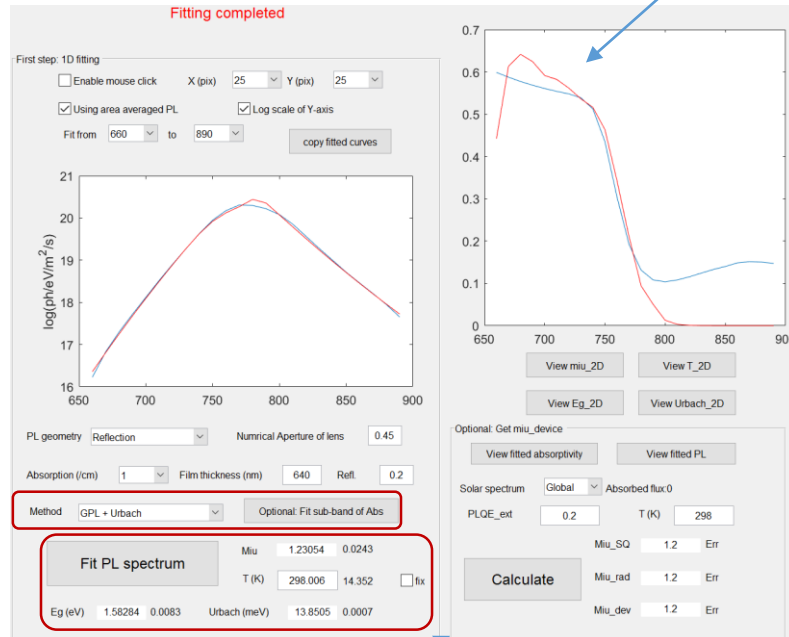 Fitting completed
First step: 1D fitting
Enable mouse click X (pix) 25 Y (pix) 25
Using area averaged PL Log scale of Y-axis
Fit from 660 to 890 copy fitted curves
21
20
19
18
17
16
log(ph/eV/m^2/s)
650 700 750 800 850 900
PL geometry Reflection Numrical Aperture of lens 0.45
Absorption (/cm) 1 Film thickness (nm) 640 Refl. 0.2
Method GPL + Urbach Optional: Fit sub-band of Abs
Fit PL spectrum
Miu 1.23054 0.0243
T (K) 298.006 14.352 fix
Eg (eV) 1.58284 0.0083 Urbach (meV) 13.8505 0.0007
0.7
0.6
0.5
0.4
0.3
0.2
0.1
0
650 700 750 800 850 90
View miu_2D View T_2D
View Eg_2D View Urbach_2D
Optional: Get miu_device
View fitted absorptivity View fitted PL
Solar spectrum Global Absorbed flux:0
PLQE_ext 0.2 T (K) 298
Calculate
Miu_SQ 1.2 Err
Miu_rad 1.2 Err
Miu_dev 1.2 Err